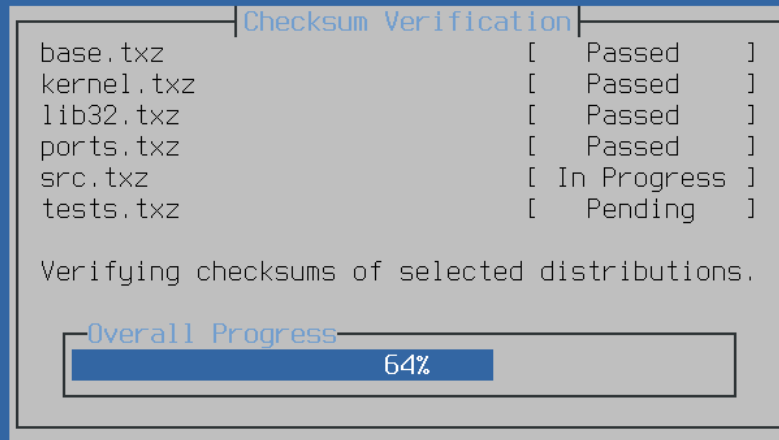 Checksum Verification
base.txz [ Passed ]
kernel.txz [ Passed ]
lib32.txz [ Passed ]
ports.txz [ Passed ]
src.txz [ In Progress ]
tests.txz [ Pending ]
Verifying checksums of selected distributions.
Overall Progress
64%